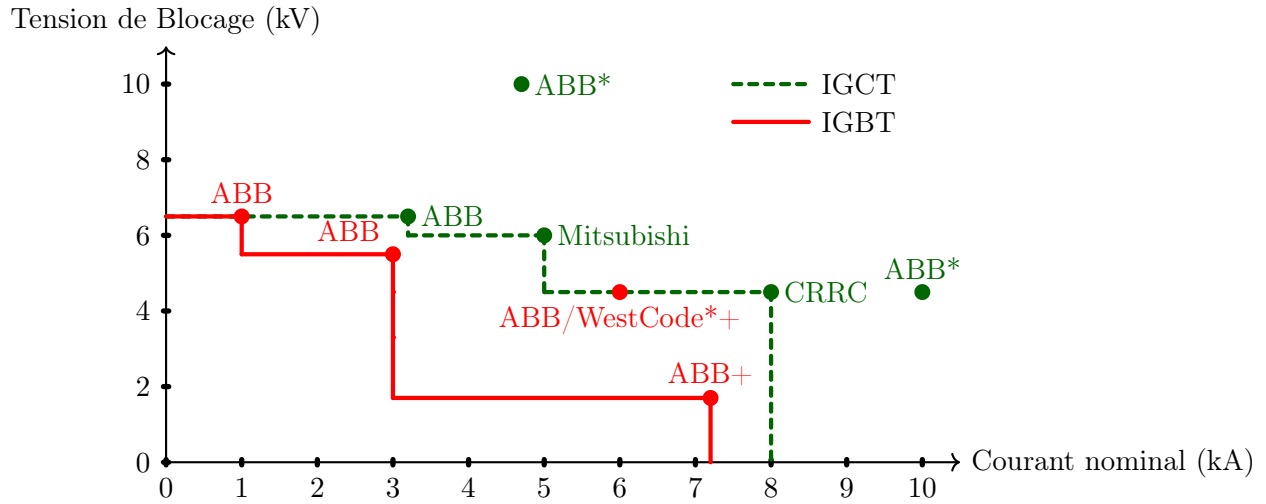 Tension de Blocage (kV)
10
ABB*
IGCT
IGBT
8
ABB
ABB
ABB
6
Mitsubishi
ABB*
CRRC
4
ABB/WestCode*+
ABB+
2
0
Courant nominal (kA)
0 1 2 3 4 5 6 7 8 9 10